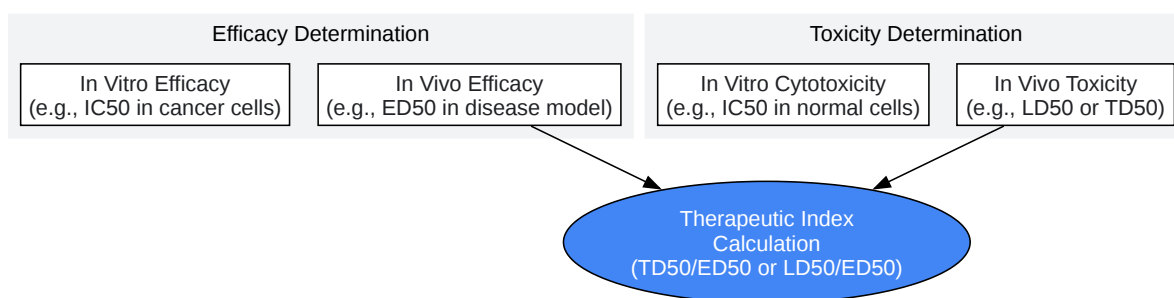 Efficacy Determination
In Vitro Efficacy
(e.g., IC50 in cancer cells)
In Vivo Efficacy
(e.g., ED50 in disease model)
Toxicity Determination
In Vitro Cytotoxicity
(e.g., IC50 in normal cells)
In Vivo Toxicity
(e.g., LD50 or TD50)
Therapeutic Index
Calculation
(TD50/ED50 or LD50/ED50)